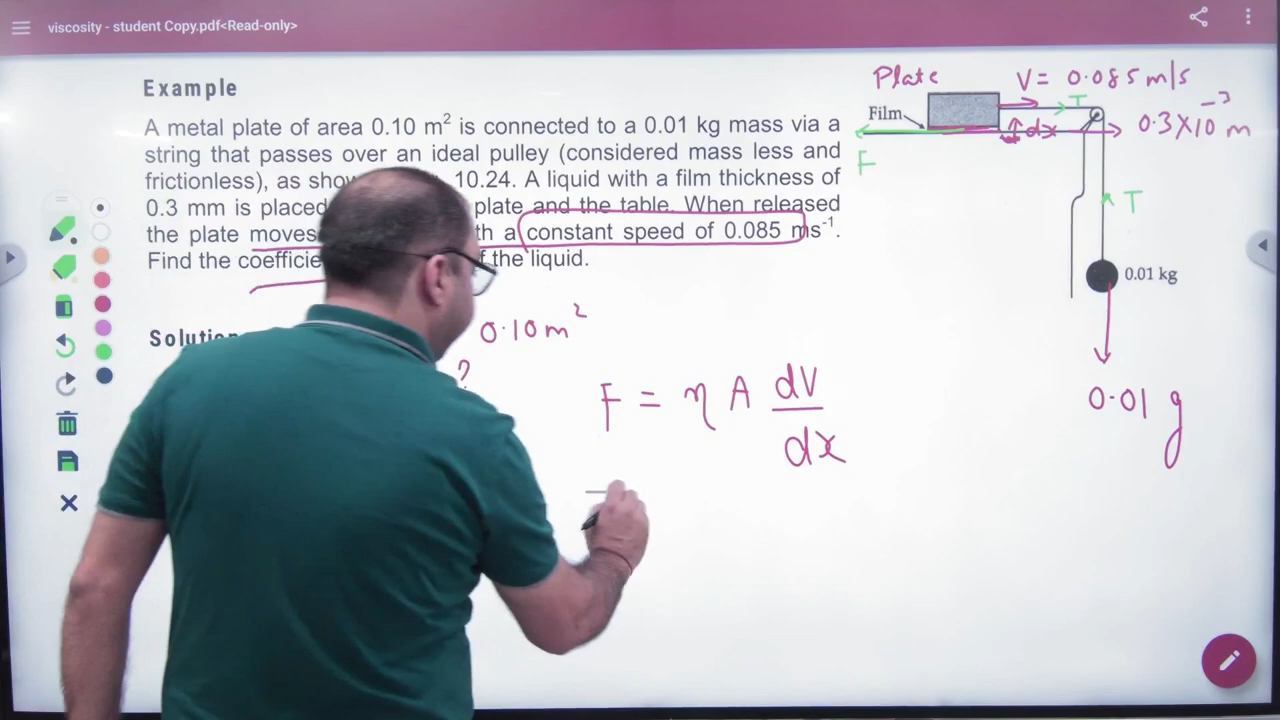 viscosity - student Copy.pdf<Read-only>
Example
A metal plate of area 0.10 m² is connected to a 0.01 kg mass via a
string that passes over an ideal pulley (considered mass less and
frictionless), as 10.24. A liquid with a film thickness of
0.3 mm is placed plate and the table. When released
the plate moves a constant speed of 0.085 ms⁻¹.
Find the the liquid.
Plate
V = 0.085 m/s
T
Film
dx
0.3×10⁻³ m
F
T
0.01 kg
0.01 g
0.10 m²
?
F = η A dV/dx